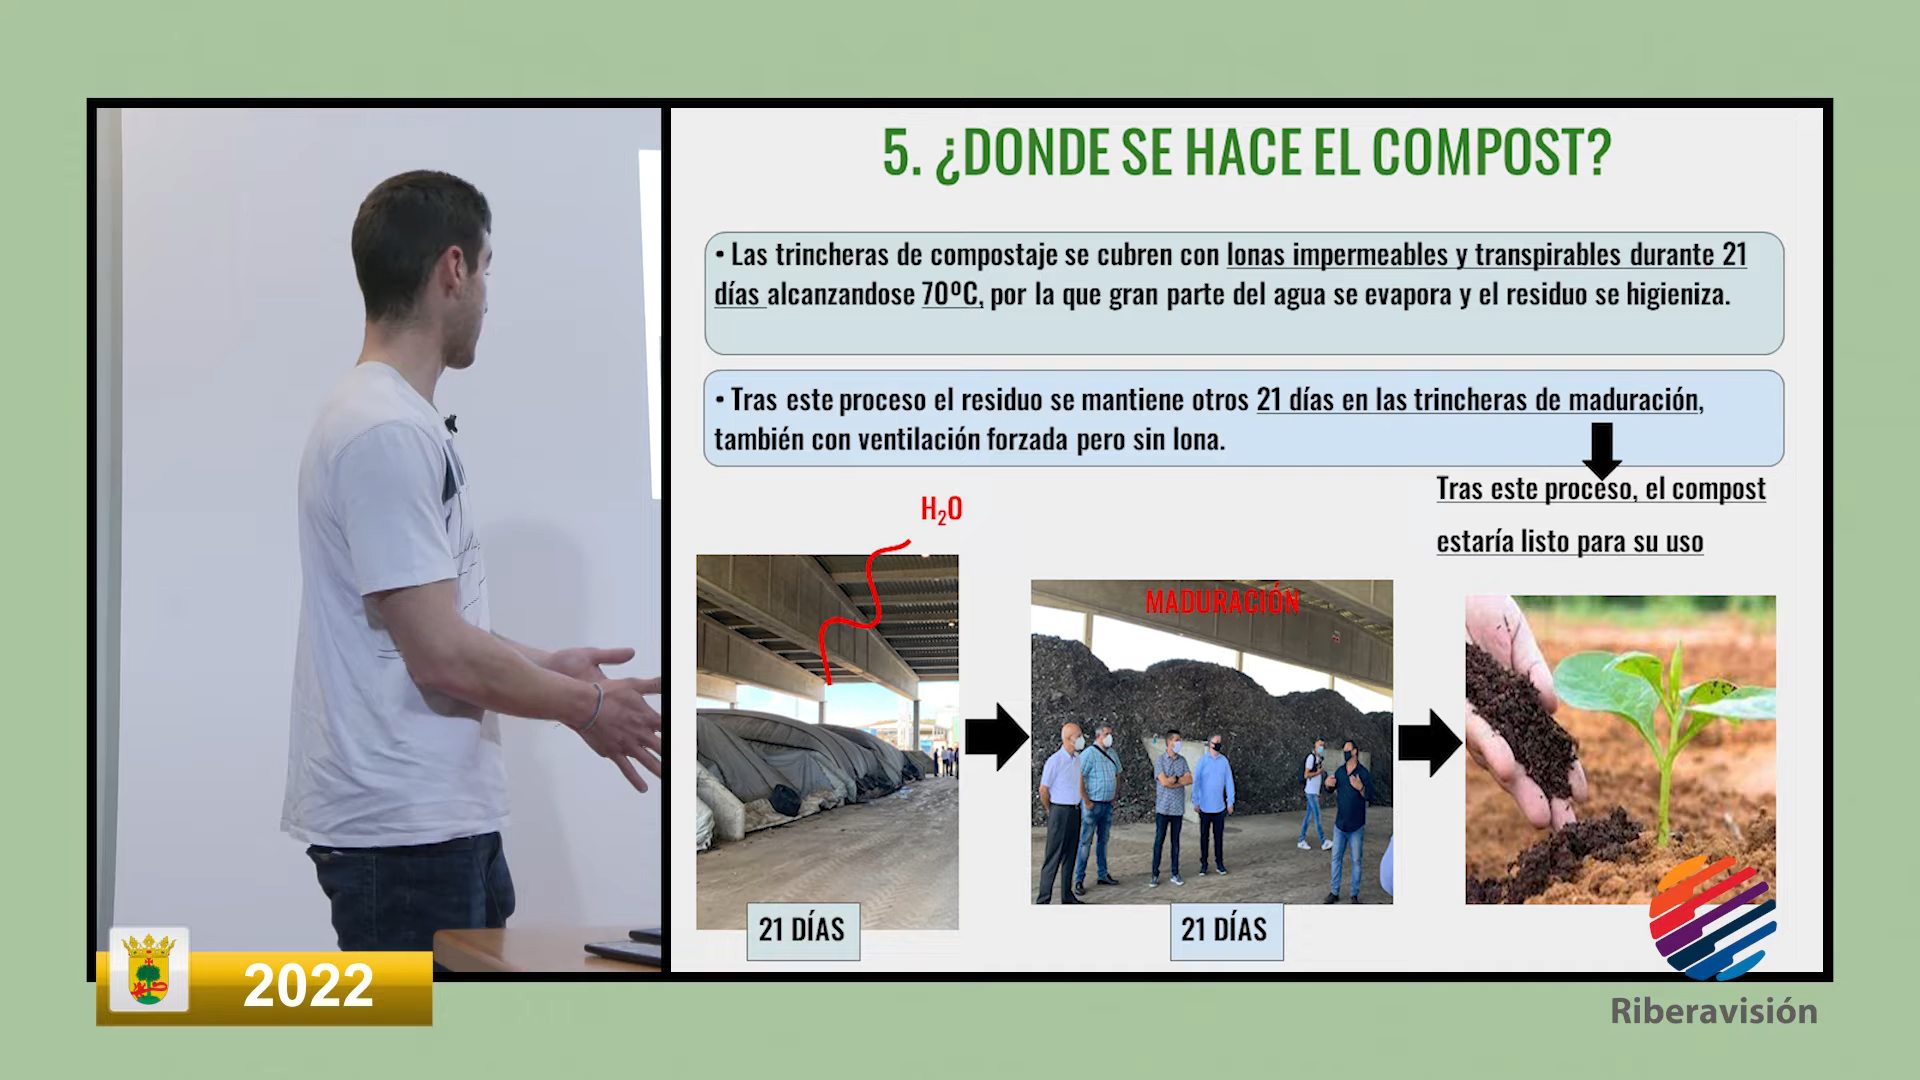 5. ¿DONDE SE HACE EL COMPOST?
• Las trincheras de compostaje se cubren con lonas impermeables y transpirables durante 21
días alcanzandose 70ºC, por la que gran parte del agua se evapora y el residuo se higieniza.
• Tras este proceso el residuo se mantiene otros 21 días en las trincheras de maduración,
también con ventilación forzada pero sin lona.
Tras este proceso, el compost
estaría listo para su uso
H₂O
MADURACIÓN
21 DÍAS
21 DÍAS
2022
Riberavisión